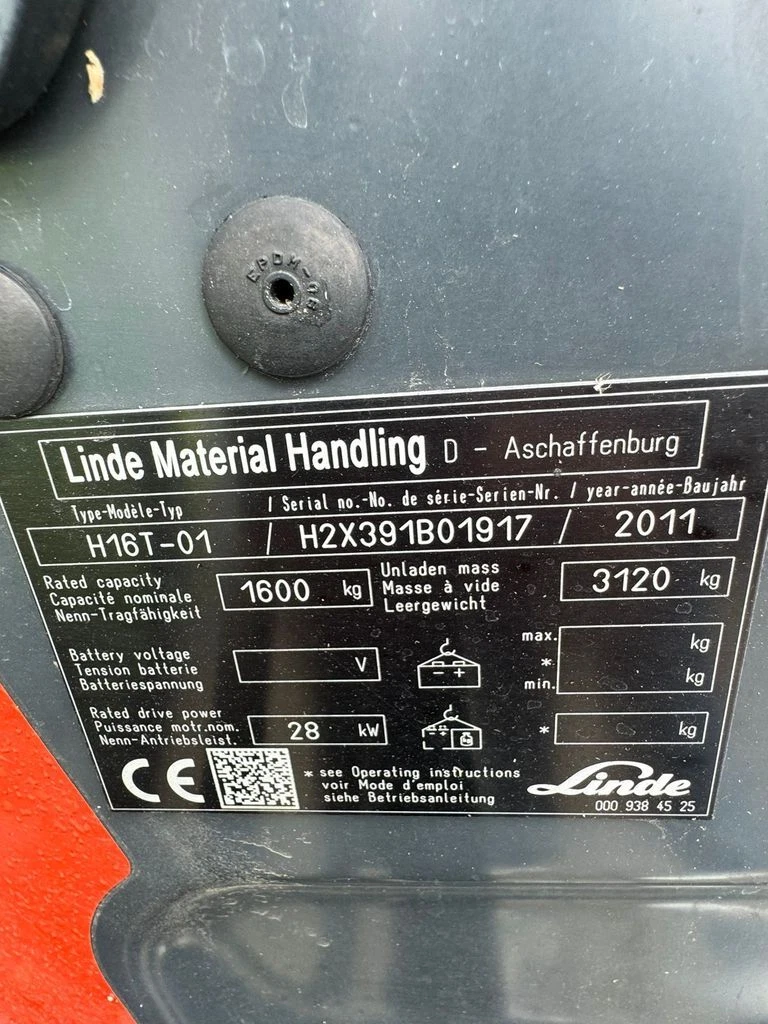 EPDM-08
Linde Material Handling D - Aschaffenburg
Type-Modèle-Typ / Serial no.-No. de série-Serien-Nr. / year-année-Baujahr
H16T-01 / H2X391B01917 / 2011
Rated capacity
Capacité nominale
Nenn-Tragfähigkeit
1600 kg
Unladen mass
Masse à vide
Leergewicht
3120 kg
Battery voltage
Tension batterie
Batteriespannung
V
- +
max. kg
*
min. kg
Rated drive power
Puissance motr.nom.
Nenn-Antriebsleist.
28 kW
* kg
CE
* see Operating instructions
voir Mode d'emploi
siehe Betriebsanleitung
Linde
000 938 45 25